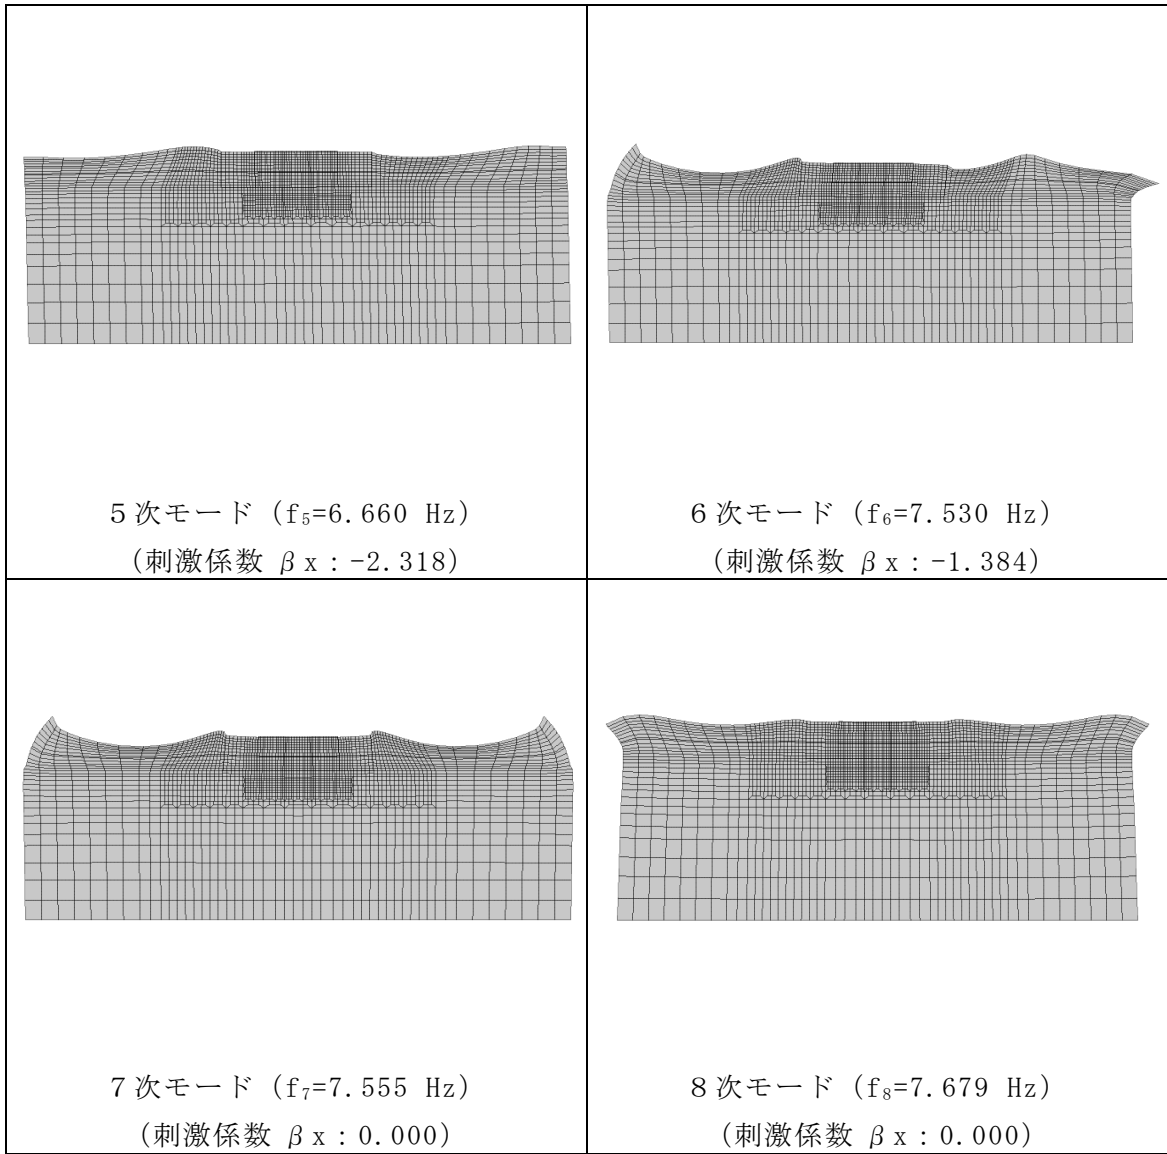 5次モード (f₅=6.660 Hz)
(刺激係数 βx：-2.318)
6次モード (f₆=7.530 Hz)
(刺激係数 βx：-1.384)
7次モード (f₇=7.555 Hz)
(刺激係数 βx：0.000)
8次モード (f₈=7.679 Hz)
(刺激係数 βx：0.000)